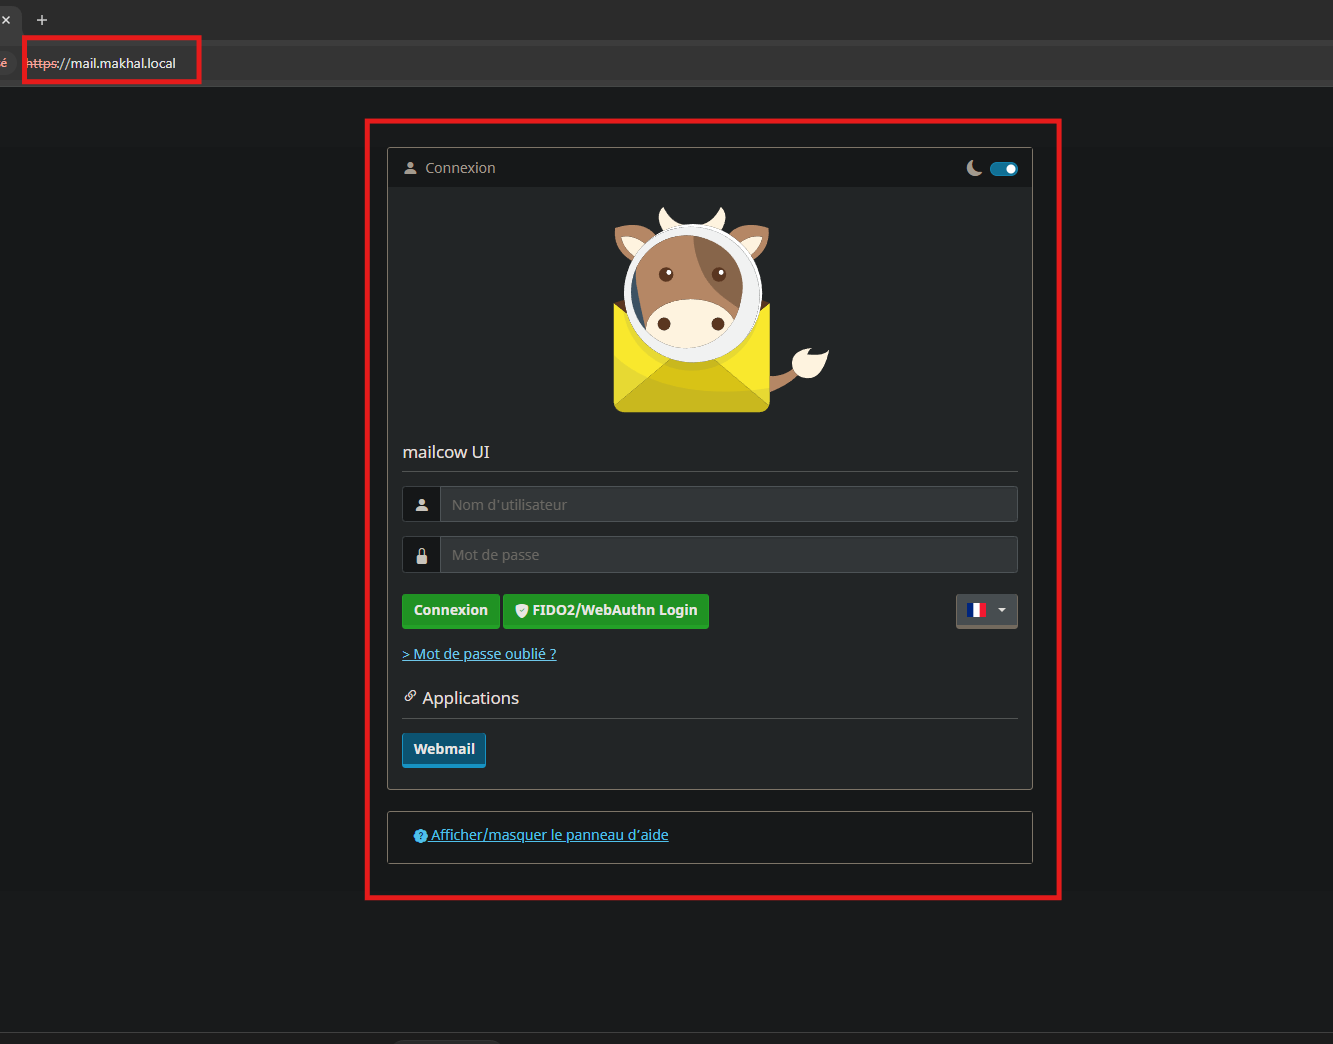 é
https://mail.makhal.local
Connexion
mailcow UI
Nom d'utilisateur
Mot de passe
Connexion
FIDO2/WebAuthn Login
> Mot de passe oublié ?
Applications
Webmail
Afficher/masquer le panneau d'aide